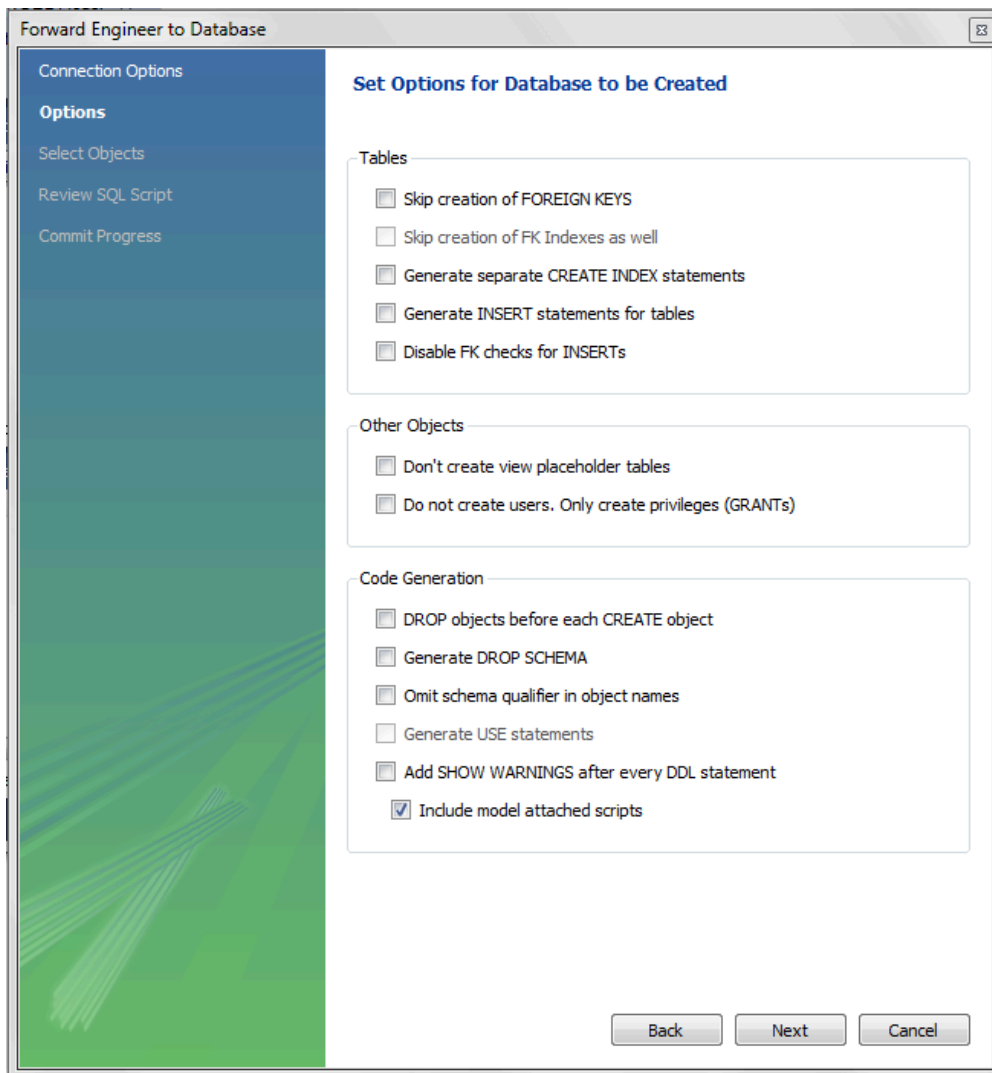 Forward Engineer to Database
Connection Options
Options
Select Objects
Review SQL Script
Commit Progress
Set Options for Database to be Created
Tables
Skip creation of FOREIGN KEYS
Skip creation of FK Indexes as well
Generate separate CREATE INDEX statements
Generate INSERT statements for tables
Disable FK checks for INSERTs
Other Objects
Don't create view placeholder tables
Do not create users. Only create privileges (GRANTs)
Code Generation
DROP objects before each CREATE object
Generate DROP SCHEMA
Omit schema qualifier in object names
Generate USE statements
Add SHOW WARNINGS after every DDL statement
Include model attached scripts
Back Next Cancel